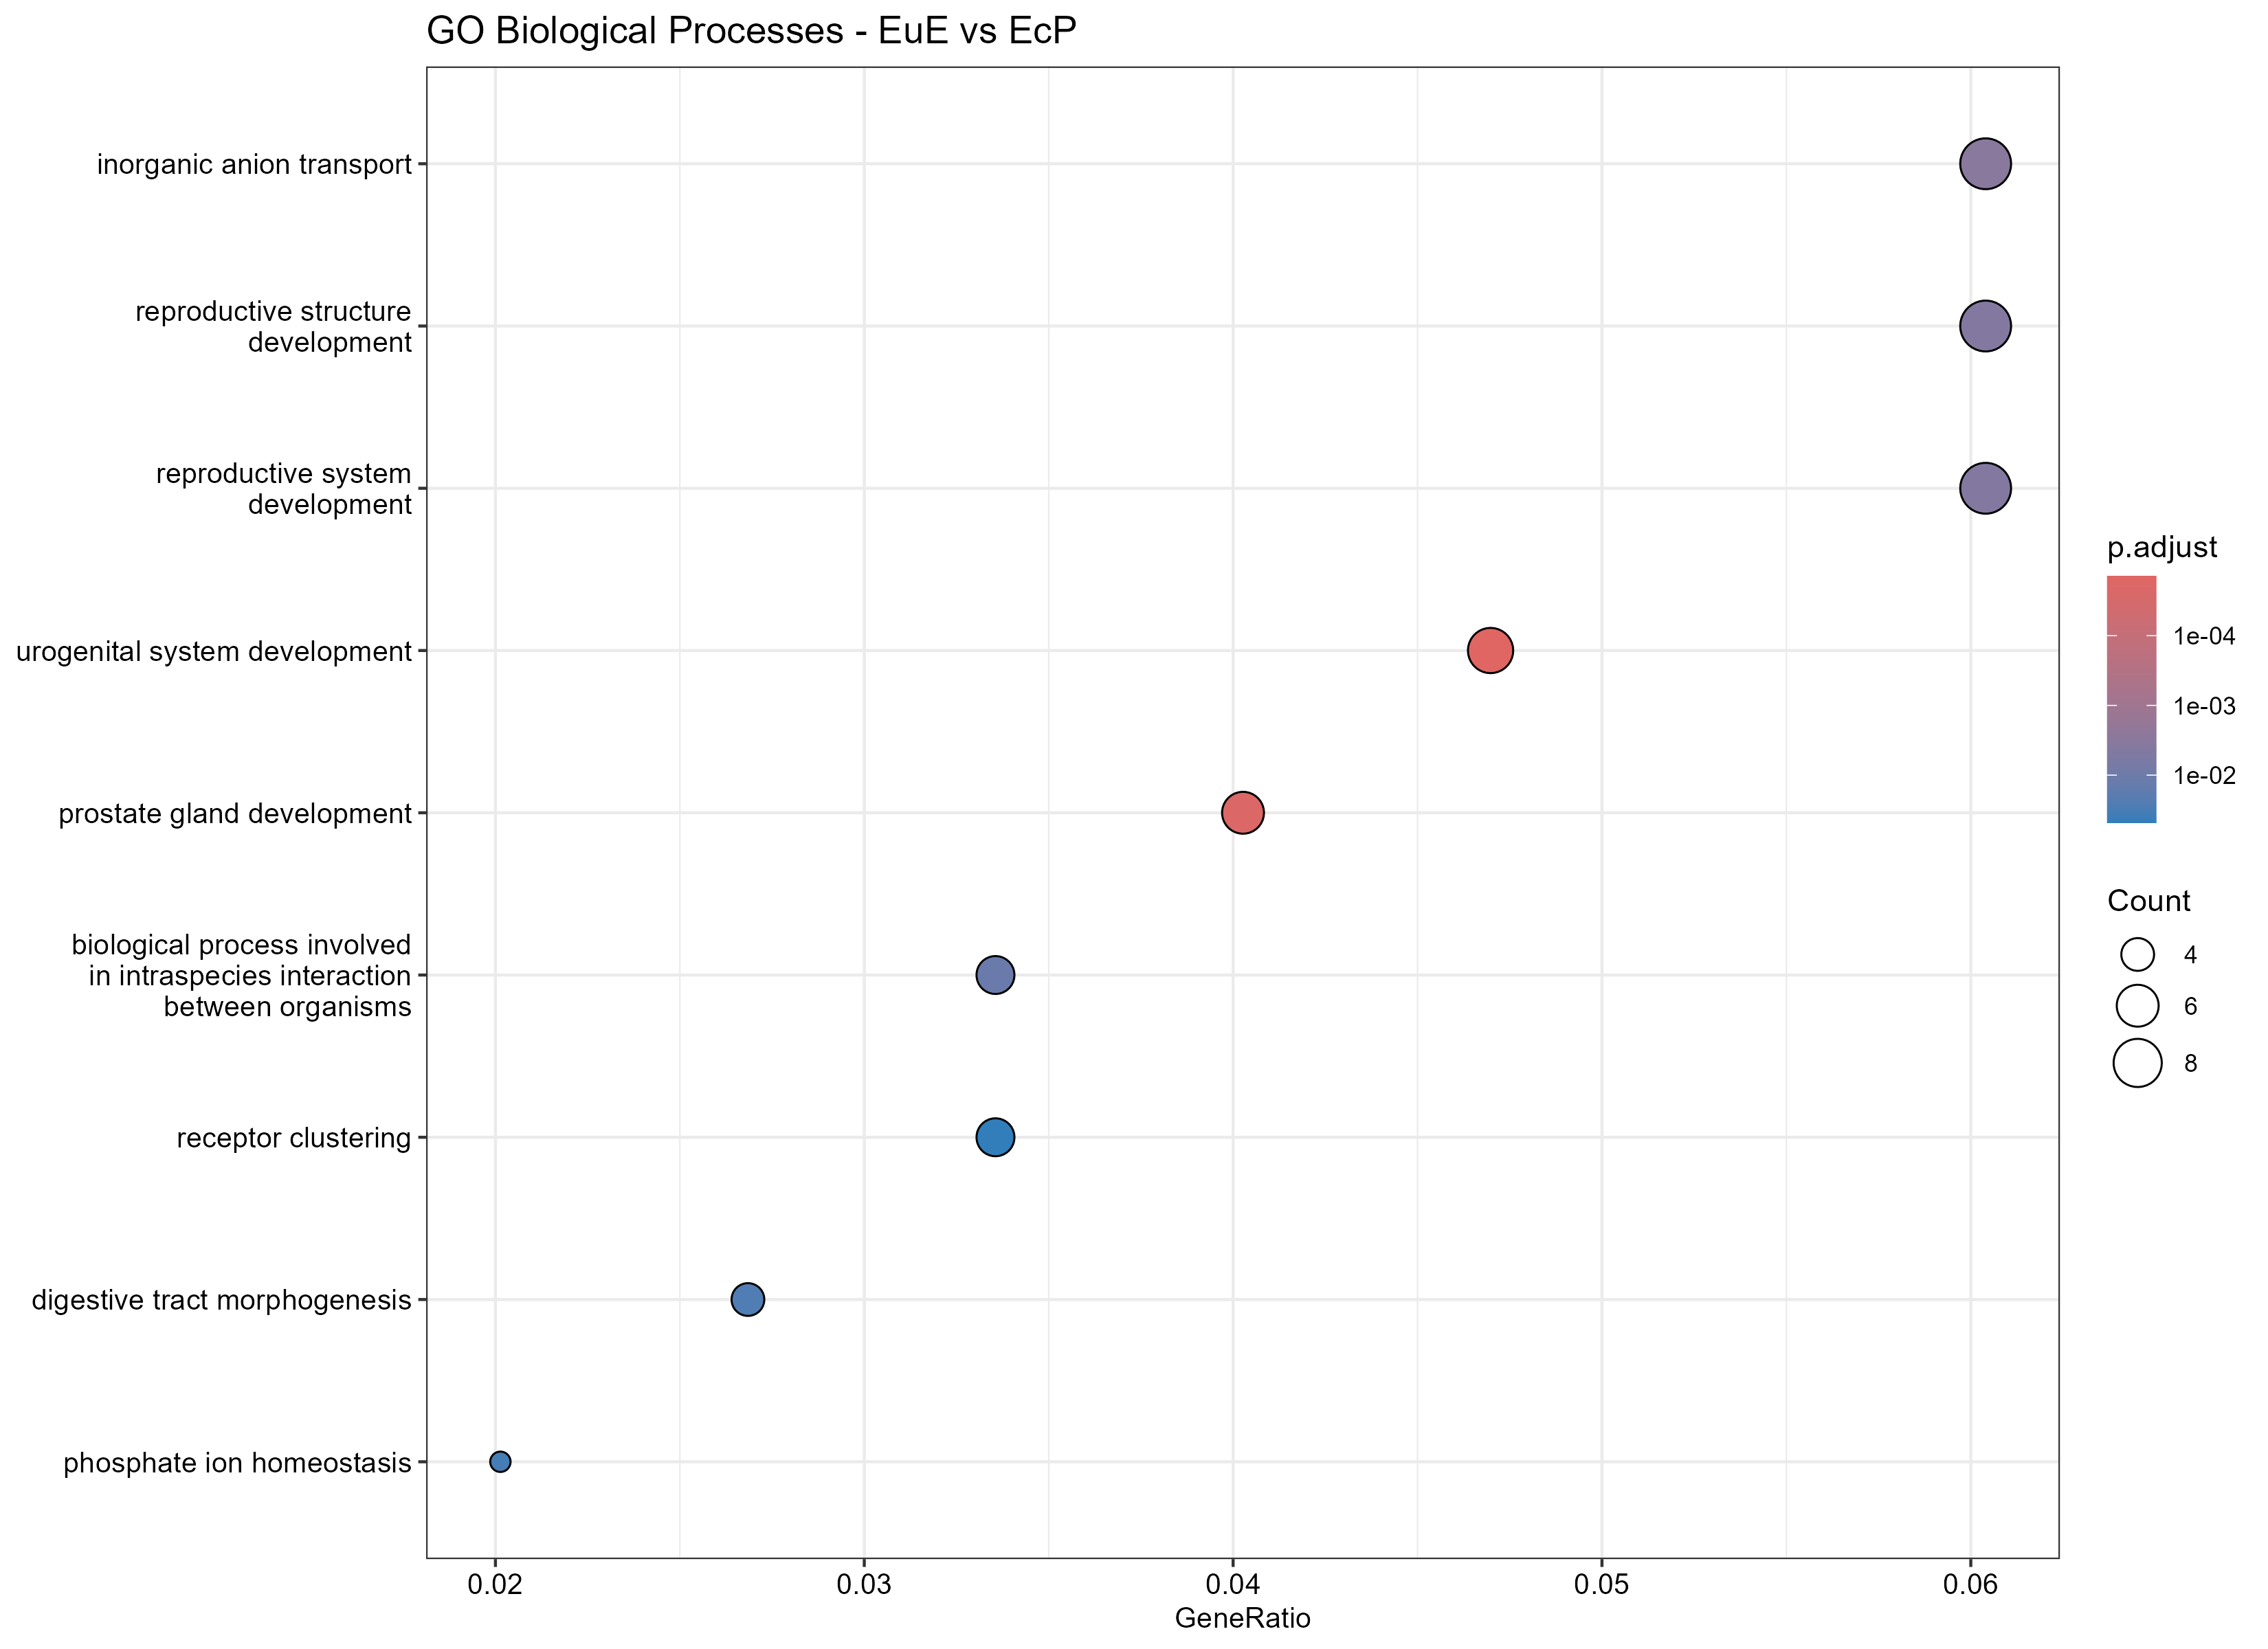 GO Biological Processes - EuE vs EcP
inorganic anion transport
reproductive structure
development
reproductive system
development
urogenital system development
prostate gland development
biological process involved
in intraspecies interaction
between organisms
receptor clustering
digestive tract morphogenesis
phosphate ion homeostasis
0.02
0.03
0.04
0.05
0.06
GeneRatio
p.adjust
1e-04
1e-03
1e-02
Count
4
6
8